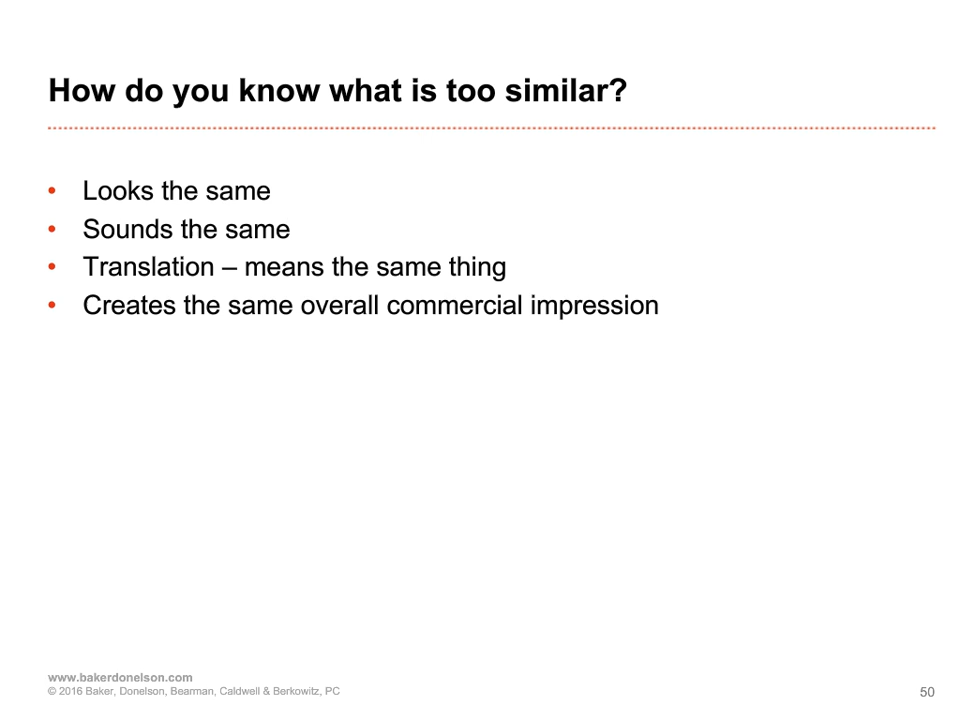 How do you know what is too similar?
• Looks the same
• Sounds the same
• Translation – means the same thing
• Creates the same overall commercial impression
www.bakerdonelson.com
© 2016 Baker, Donelson, Bearman, Caldwell & Berkowitz, PC
50